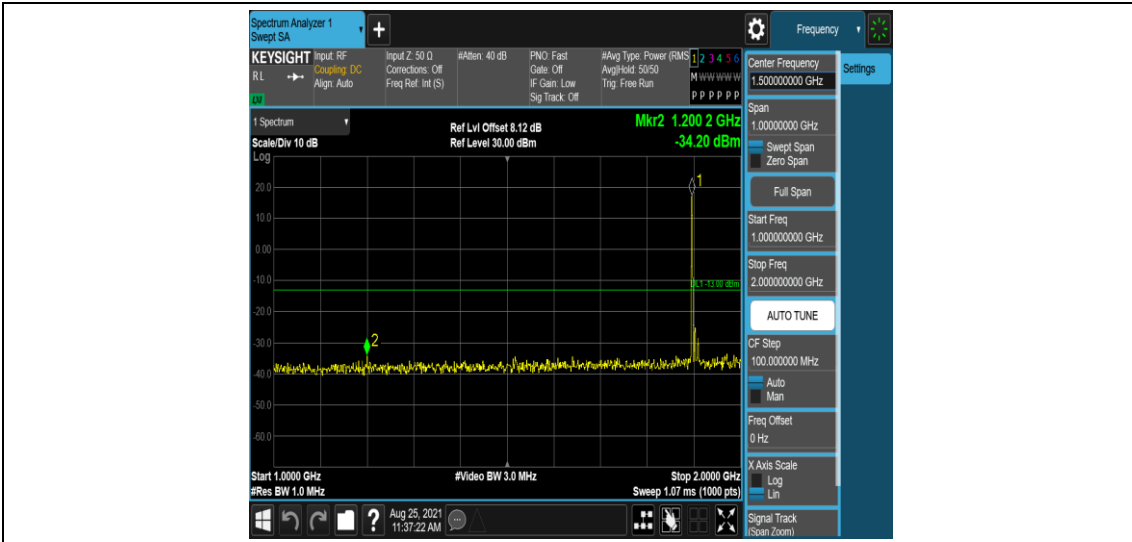 Spectrum Analyzer 1
Swept SA
+
Frequency
KEYSIGHT
RL
LXI
Input: RF
Coupling: DC
Align: Auto
Input Z: 50 Ω
Corrections: Off
Freq Ref: Int (S)
#Atten: 40 dB
PNO: Fast
Gate: Off
IF Gain: Low
Sig Track: Off
#Avg Type: Power (RMS
Avg|Hold: 50/50
Trig: Free Run
1 2 3 4 5 6
M W W W W W
P P P P P P
1 Spectrum
Scale/Div 10 dB
Log
Ref Lvl Offset 8.12 dB
Ref Level 30.00 dBm
Mkr2 1.200 2 GHz
-34.20 dBm
20.0
10.0
0.00
-10.0
-20.0
-30.0
-40.0
-50.0
-60.0
1
DL1 -13.00 dBm
2
Start 1.0000 GHz
#Res BW 1.0 MHz
#Video BW 3.0 MHz
Stop 2.0000 GHz
Sweep 1.07 ms (1000 pts)
Center Frequency
1.500000000 GHz
Settings
Span
1.00000000 GHz
Swept Span
Zero Span
Full Span
Start Freq
1.000000000 GHz
Stop Freq
2.000000000 GHz
AUTO TUNE
CF Step
100.000000 MHz
Auto
Man
Freq Offset
0 Hz
X Axis Scale
Log
Lin
Signal Track
(Span Zoom)
?
Aug 25, 2021
11:37:22 AM